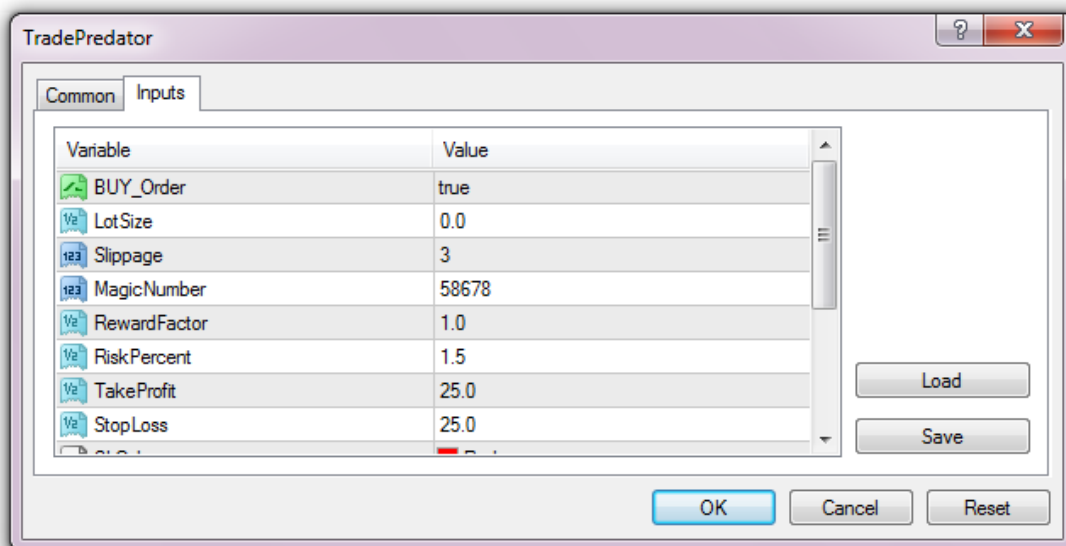 TradePredator
Common Inputs
Variable Value
BUY_Order true
LotSize 0.0
Slippage 3
MagicNumber 58678
RewardFactor 1.0
RiskPercent 1.5
TakeProfit 25.0
StopLoss 25.0
Load
Save
OK Cancel Reset